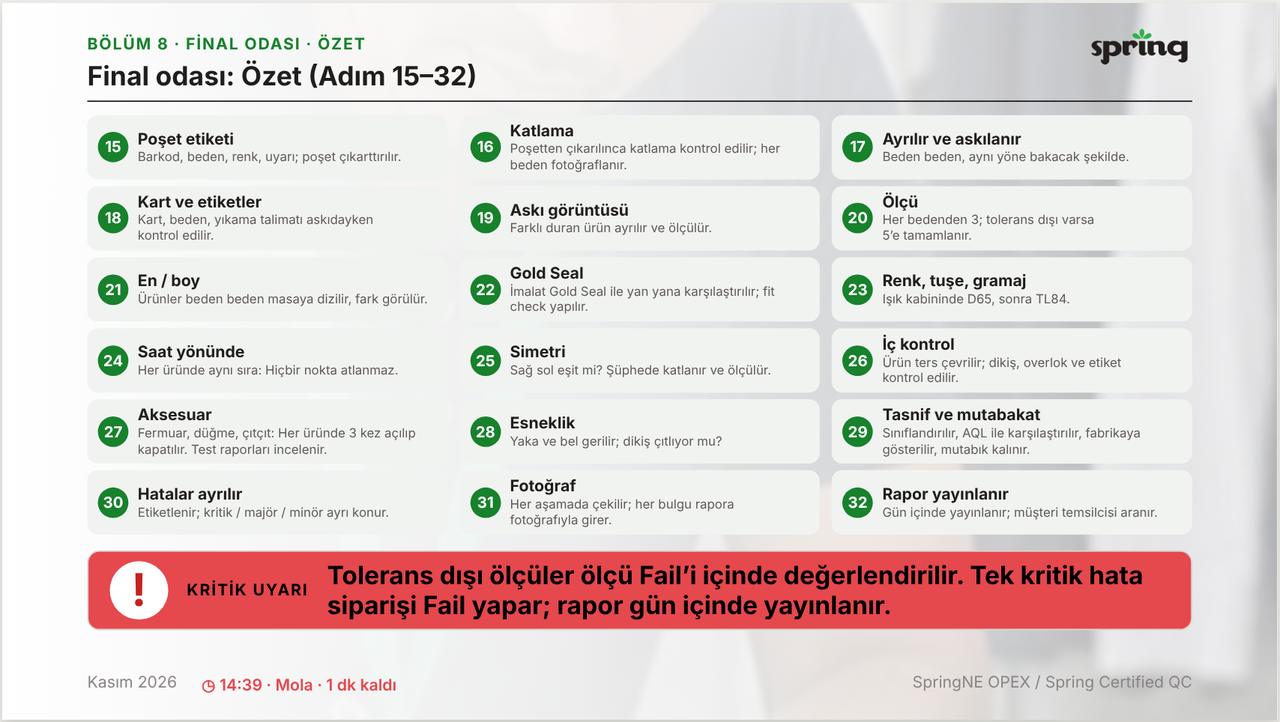 BÖLÜM 8 · FİNAL ODASI · ÖZET
spring
Final odası: Özet (Adım 15–32)
15
Poşet etiketi
Barkod, beden, renk, uyarı; poşet çıkarttırılır.
16
Katlama
Poşetten çıkarılınca katlama kontrol edilir; her
beden fotoğraflanır.
17
Ayrılır ve askılanır
Beden beden, aynı yöne bakacak şekilde.
18
Kart ve etiketler
Kart, beden, yıkama talimatı askıdayken
kontrol edilir.
19
Askı görüntüsü
Farklı duran ürün ayrılır ve ölçülür.
20
Ölçü
Her bedenden 3; tolerans dışı varsa
5’e tamamlanır.
21
En / boy
Ürünler beden beden masaya dizilir, fark görülür.
22
Gold Seal
İmalat Gold Seal ile yan yana karşılaştırılır; fit
check yapılır.
23
Renk, tuşe, gramaj
Işık kabininde D65, sonra TL84.
24
Saat yönünde
Her üründe aynı sıra: Hiçbir nokta atlanmaz.
25
Simetri
Sağ sol eşit mi? Şüphede katlanır ve ölçülür.
26
İç kontrol
Ürün ters çevrilir; dikiş, overlok ve etiket
kontrol edilir.
27
Aksesuar
Fermuar, düğme, çıtçıt: Her üründe 3 kez açılıp
kapatılır. Test raporları incelenir.
28
Esneklik
Yaka ve bel gerilir; dikiş çıtlıyor mu?
29
Tasnif ve mutabakat
Sınıflandırılır, AQL ile karşılaştırılır, fabrikaya
gösterilir, mutabık kalınır.
30
Hatalar ayrılır
Etiketlenir; kritik / majör / minör ayrı konur.
31
Fotoğraf
Her aşamada çekilir; her bulgu rapora
fotoğrafıyla girer.
32
Rapor yayınlanır
Gün içinde yayınlanır; müşteri temsilcisi aranır.
!
KRİTİK UYARI
Tolerans dışı ölçüler ölçü Fail’i içinde değerlendirilir. Tek kritik hata
siparişi Fail yapar; rapor gün içinde yayınlanır.
Kasım 2026
14:39 · Mola · 1 dk kaldı
SpringNE OPEX / Spring Certified QC